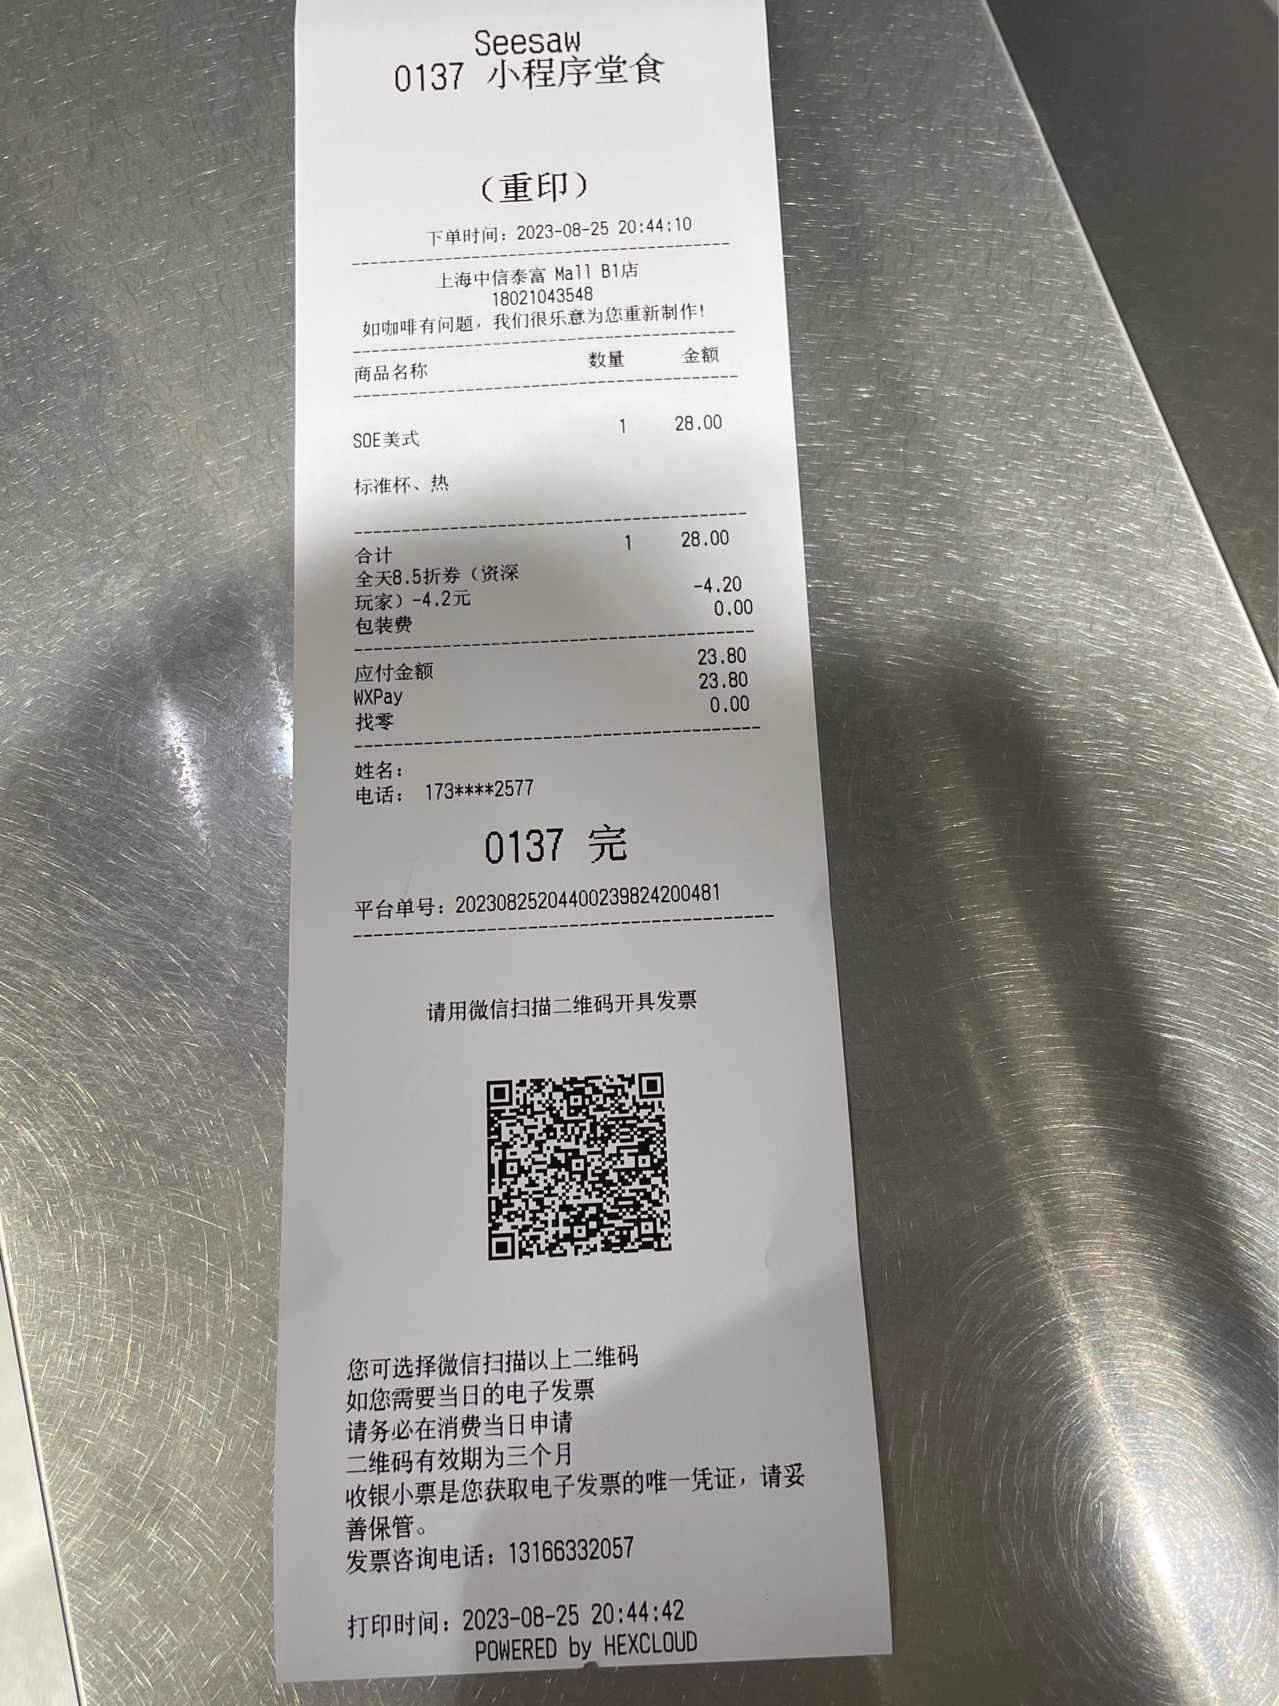 Seesaw
0137 小程序堂食
（重印）
下单时间：2023-08-25 20:44:10
上海中信泰富 Mall B1店
18021043548
如咖啡有问题，我们很乐意为您重新制作！
商品名称 数量 金额
SOE美式 1 28.00
标准杯、热
合计 1 28.00
全天8.5折券（资深
玩家）-4.2元 -4.20
包装费 0.00
应付金额 23.80
WXPay 23.80
找零 0.00
姓名：
电话： 173****2577
0137 完
平台单号：20230825204400239824200481
请用微信扫描二维码开具发票
您可选择微信扫描以上二维码
如您需要当日的电子发票
请务必在消费当日申请
二维码有效期为三个月
收银小票是您获取电子发票的唯一凭证，请妥
善保管。
发票咨询电话：13166332057
打印时间：2023-08-25 20:44:42
POWERED by HEXCLOUD